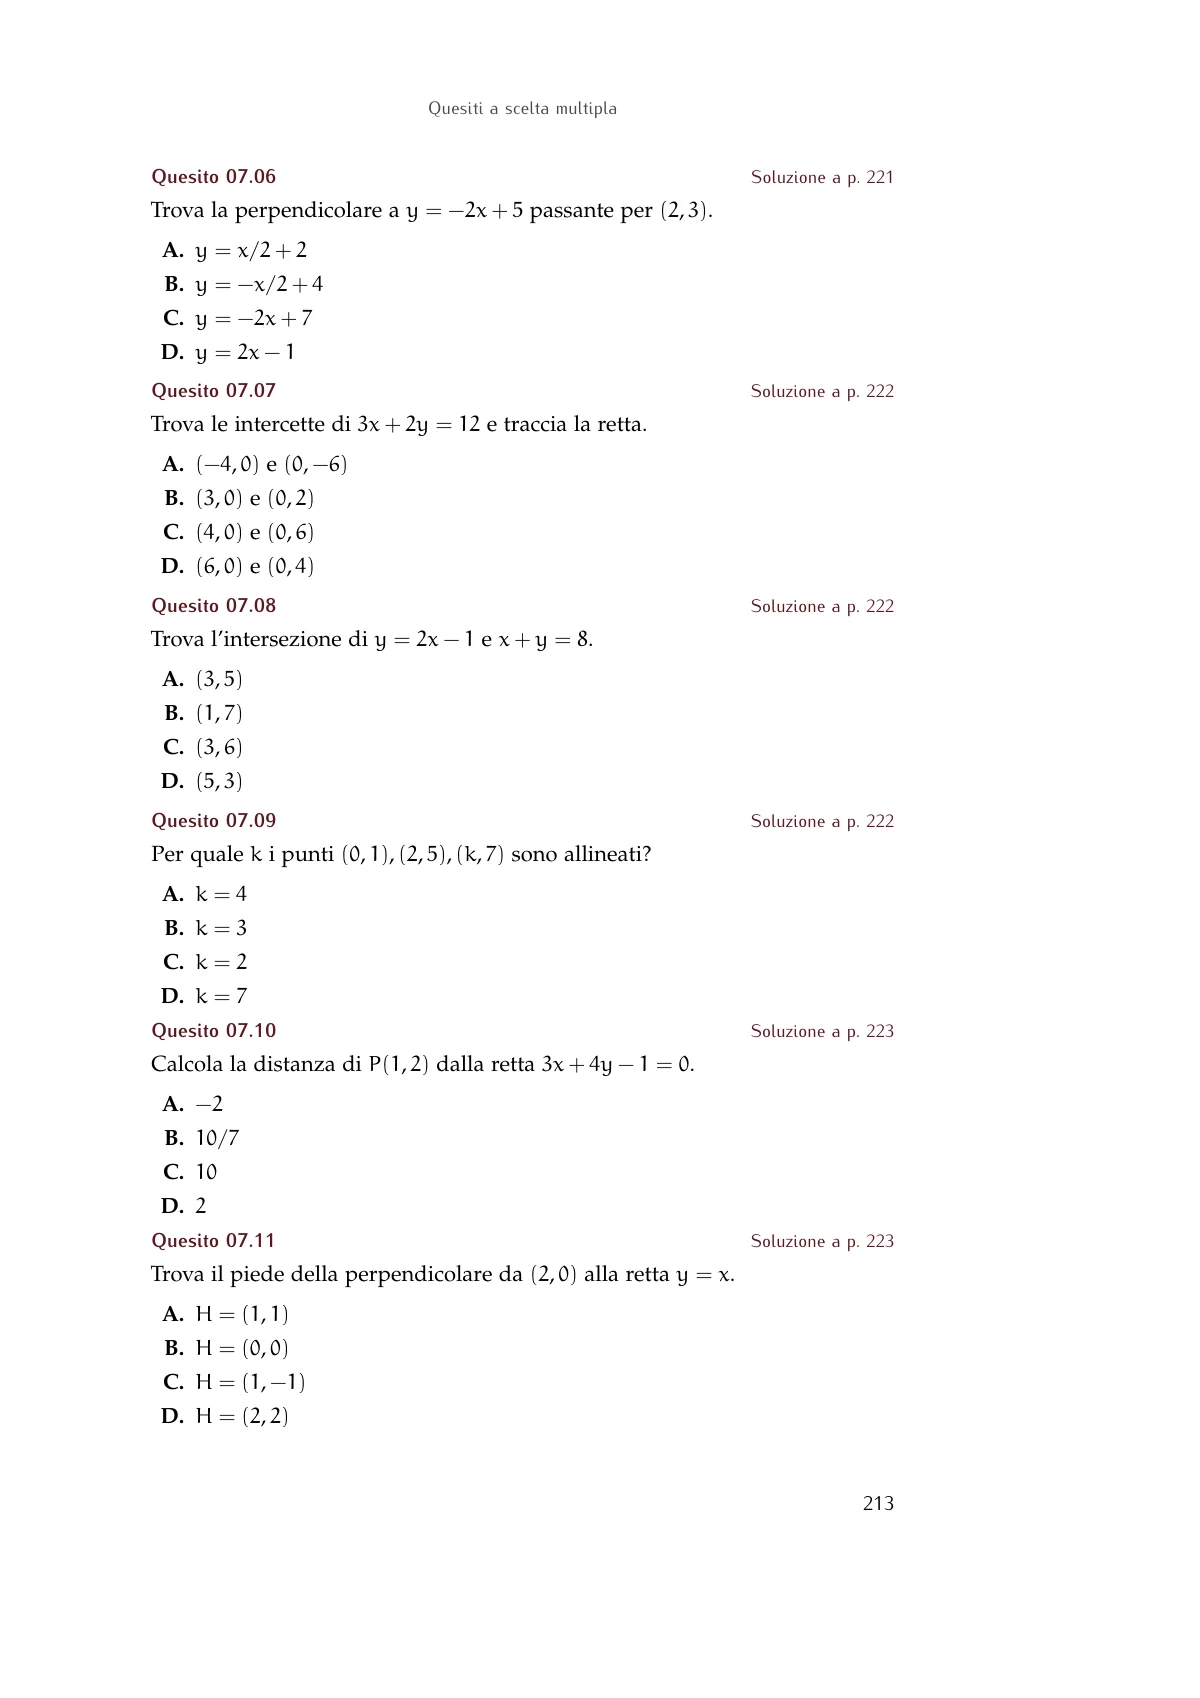 Quesiti a scelta multipla
Quesito 07.06 Soluzione a p. 221
Trova la perpendicolare a y = −2x + 5 passante per (2, 3).
A. y = x/2 + 2
B. y = −x/2 + 4
C. y = −2x + 7
D. y = 2x − 1
Quesito 07.07 Soluzione a p. 222
Trova le intercette di 3x + 2y = 12 e traccia la retta.
A. (−4, 0) e (0, −6)
B. (3, 0) e (0, 2)
C. (4, 0) e (0, 6)
D. (6, 0) e (0, 4)
Quesito 07.08 Soluzione a p. 222
Trova l'intersezione di y = 2x − 1 e x + y = 8.
A. (3, 5)
B. (1, 7)
C. (3, 6)
D. (5, 3)
Quesito 07.09 Soluzione a p. 222
Per quale k i punti (0, 1), (2, 5), (k, 7) sono allineati?
A. k = 4
B. k = 3
C. k = 2
D. k = 7
Quesito 07.10 Soluzione a p. 223
Calcola la distanza di P(1, 2) dalla retta 3x + 4y − 1 = 0.
A. −2
B. 10/7
C. 10
D. 2
Quesito 07.11 Soluzione a p. 223
Trova il piede della perpendicolare da (2, 0) alla retta y = x.
A. H = (1, 1)
B. H = (0, 0)
C. H = (1, −1)
D. H = (2, 2)
213